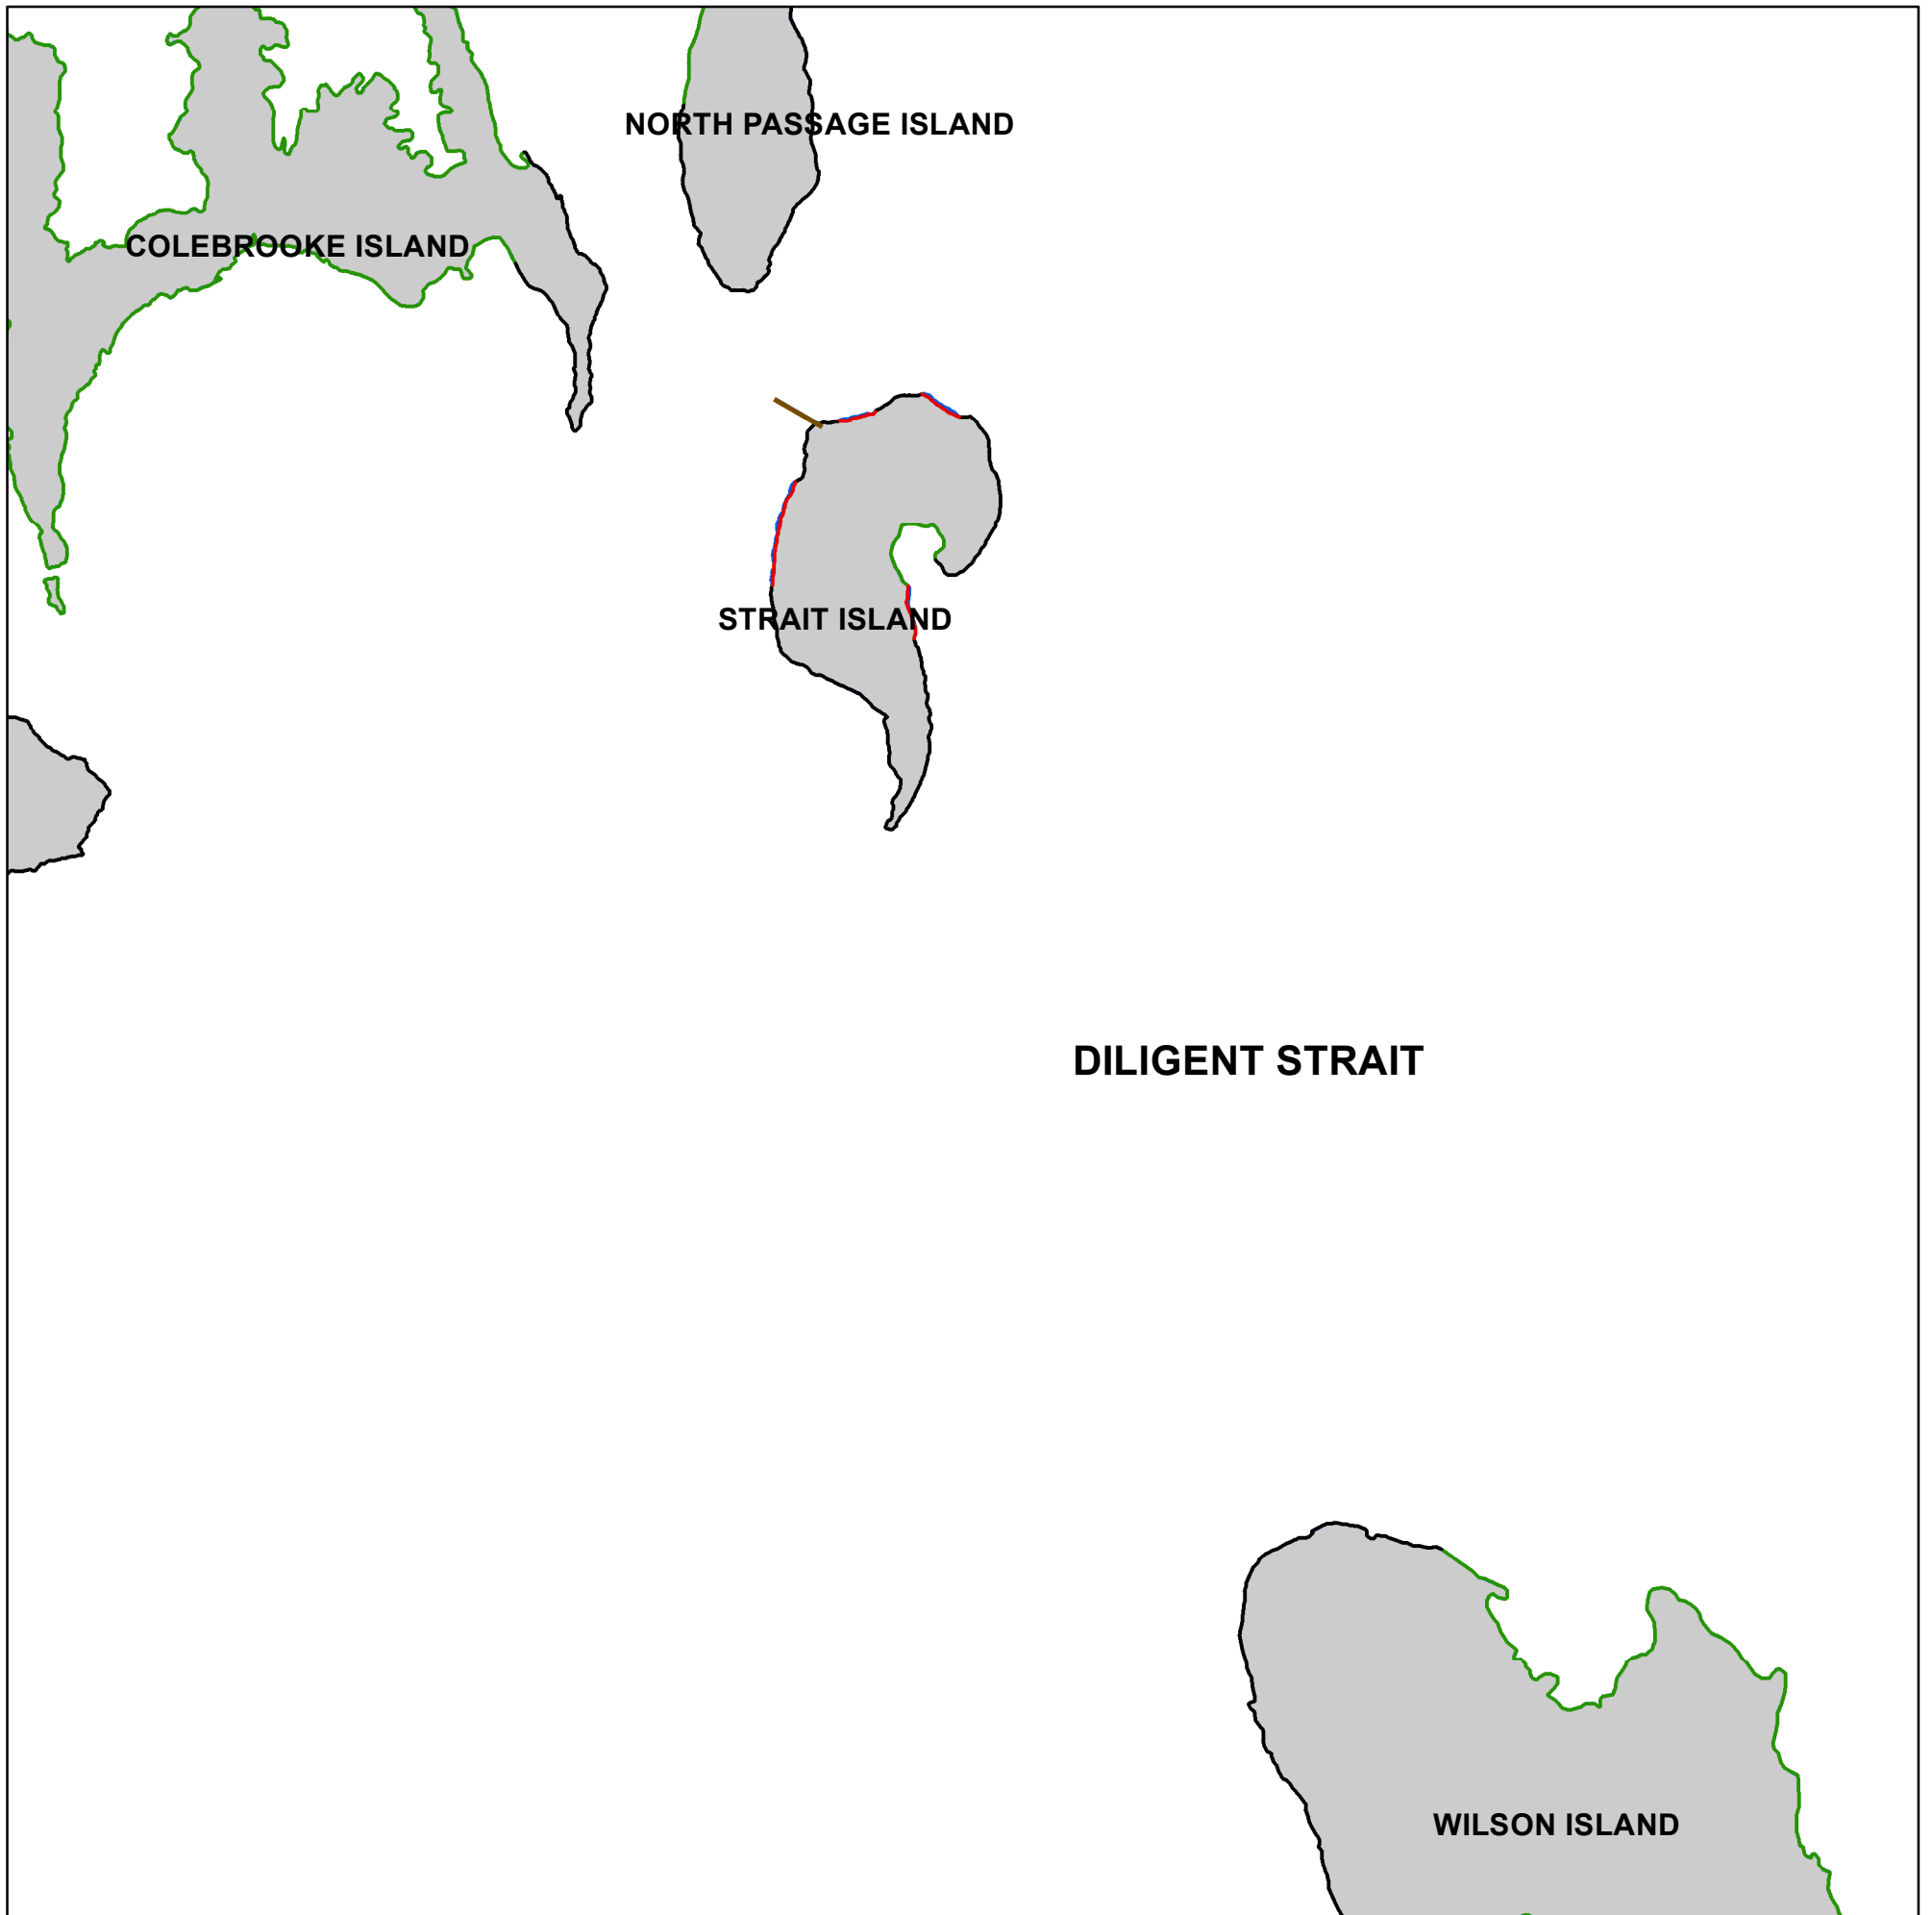 NORTH PASSAGE ISLAND
COLEBROOKE ISLAND
STRAIT ISLAND
DILIGENT STRAIT
WILSON ISLAND